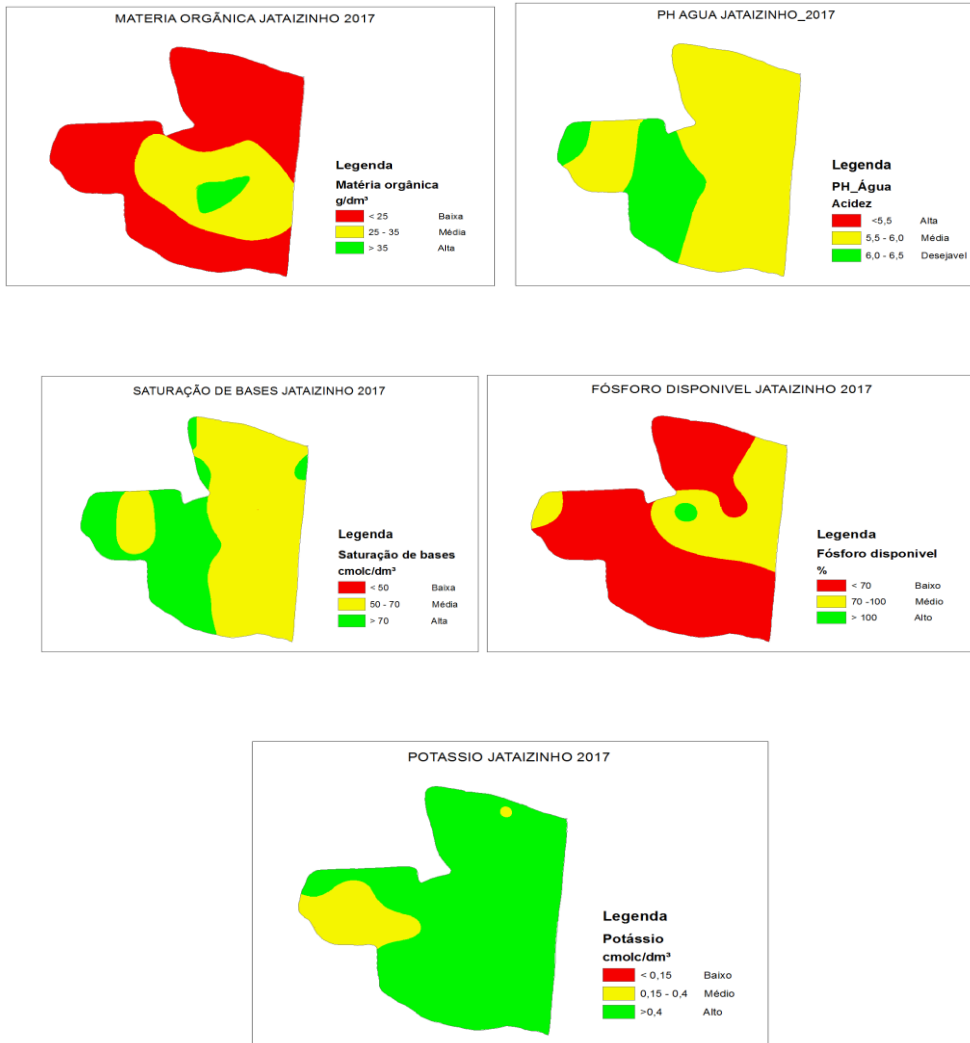 MATERIA ORGÃNICA JATAIZINHO 2017
Legenda
Matéria orgânica
g/dm³
< 25 Baixa
25 - 35 Média
> 35 Alta
PH AGUA JATAIZINHO_2017
Legenda
PH_Água
Acidez
<5,5 Alta
5,5 - 6,0 Média
6,0 - 6,5 Desejavel
SATURAÇÃO DE BASES JATAIZINHO 2017
Legenda
Saturação de bases
cmolc/dm³
< 50 Baixa
50 - 70 Média
> 70 Alta
FÓSFORO DISPONIVEL JATAIZINHO 2017
Legenda
Fósforo disponivel
%
< 70 Baixo
70 -100 Médio
> 100 Alto
POTASSIO JATAIZINHO 2017
Legenda
Potássio
cmolc/dm³
< 0,15 Baixo
0,15 - 0,4 Médio
>0,4 Alto